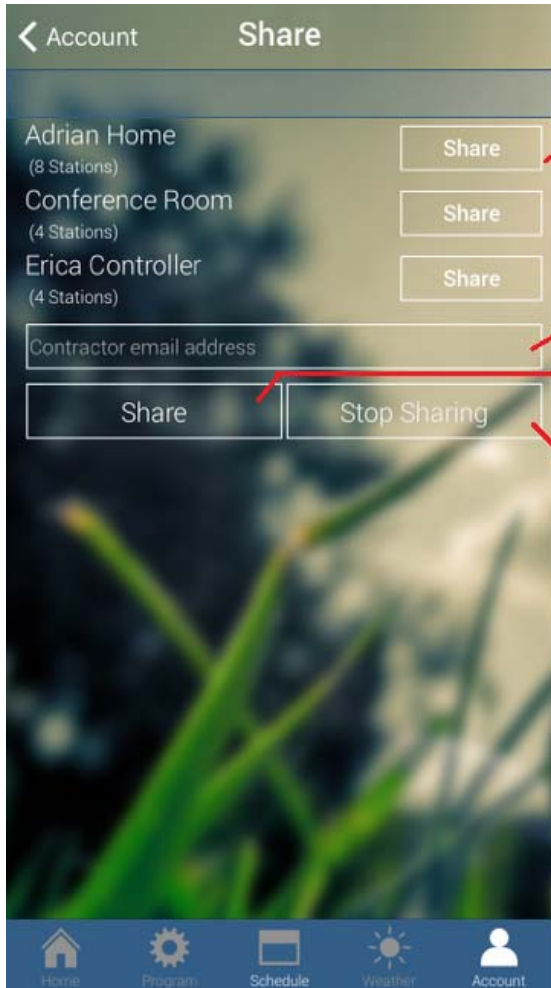 Account Share
Adrian Home Share
(8 Stations)
Conference Room Share
(4 Stations)
Erica Controller Share
(4 Stations)
Contractor email address
Share Stop Sharing
Home Program Schedule Weather Account